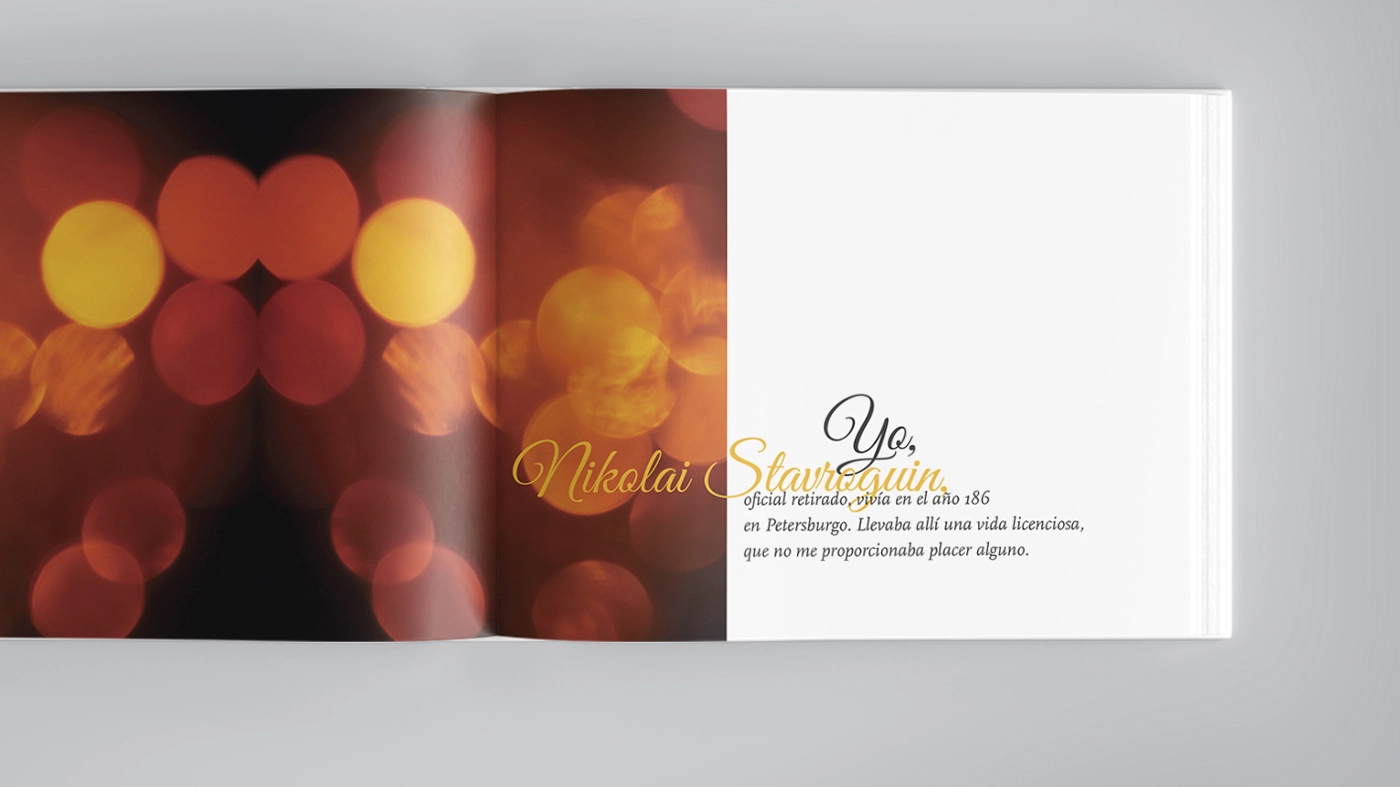 Yo,
Nikolai Stavroguin.
oficial retirado, vivía en el año 186
en Petersburgo. Llevaba allí una vida licenciosa,
que no me proporcionaba placer alguno.